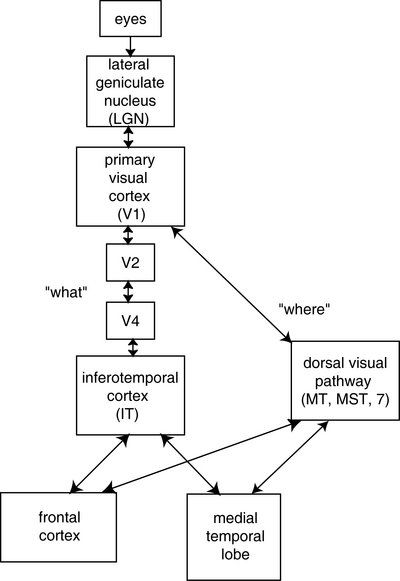 eyes
lateral
geniculate
nucleus
(LGN)
primary
visual
cortex
(V1)
V2
"what"
"where"
V4
inferotemporal
cortex
(IT)
dorsal visual
pathway
(MT, MST, 7)
frontal
cortex
medial
temporal
lobe